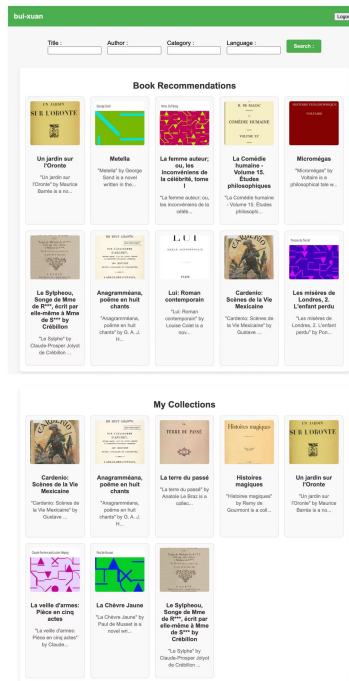 bui-xuan
Logou
Title :
Author :
Category :
Language :
Search :
Book Recommendations
UN JARDIN
SUR L'ORONTE
George Sand
H. DE BALZAC
COMÉDIE HUMAINE
VOLUME XV
VOLTAIRE
Un jardin sur
l'Oronte
"Un jardin sur
l'Oronte" by Maurice
Barrès is a no...
Metella
"Metella" by George
Sand is a novel
written in the...
La femme auteur;
ou, les
inconvéniens de
la célébrité, tome
I
"La femme auteur; ou,
les inconvéniens de la
célébr...
La Comédie
humaine -
Volume 15.
Études
philosophiques
"La Comédie humaine
- Volume 15. Études
philosophi...
Micromégas
"Micromégas" by
Voltaire is a
philosophical tale w...
LUI
CARDENIO
Le Sylpheou,
Songe de Mme
de R***, écrit par
elle-même à Mme
de S*** by
Crébillon
"Le Sylphe" by
Claude-Prosper Jolyot
de Crébillon ...
Anagramméana,
poëme en huit
chants
"Anagramméana,
poëme en huit
chants" by G. A. J.
H...
Lui: Roman
contemporain
"Lui: Roman
contemporain" by
Louise Colet is a
nov...
Cardenio:
Scènes de la Vie
Mexicaine
"Cardenio: Scènes de
la Vie Mexicaine" by
Gustave ...
Les misères de
Londres, 2.
L'enfant perdu
"Les misères de
Londres, 2. L'enfant
perdu" by Pon...
My Collections
TERRE DU PASSÉ
Histoires magiques
UN JARDIN
SUR L'ORONTE
Cardenio:
Scènes de la Vie
Mexicaine
"Cardenio: Scènes de
la Vie Mexicaine" by
Gustave ...
Anagramméana,
poëme en huit
chants
"Anagramméana,
poëme en huit
chants" by G. A. J.
H...
La terre du passé
"La terre du passé" by
Anatole Le Braz is a
collec...
Histoires
magiques
"Histoires magiques"
by Remy de
Gourmont is a coll...
Un jardin sur
l'Oronte
"Un jardin sur
l'Oronte" by Maurice
Barrès is a no...
La veille d'armes:
Pièce en cinq
actes
"La veille d'armes:
Pièce en cinq actes"
by Claude...
La Chèvre Jaune
"La Chèvre Jaune" by
Paul de Musset is a
novel wri...
Le Sylpheou,
Songe de Mme
de R***, écrit par
elle-même à Mme
de S*** by
Crébillon
"Le Sylphe" by
Claude-Prosper Jolyot
de Crébillon ...